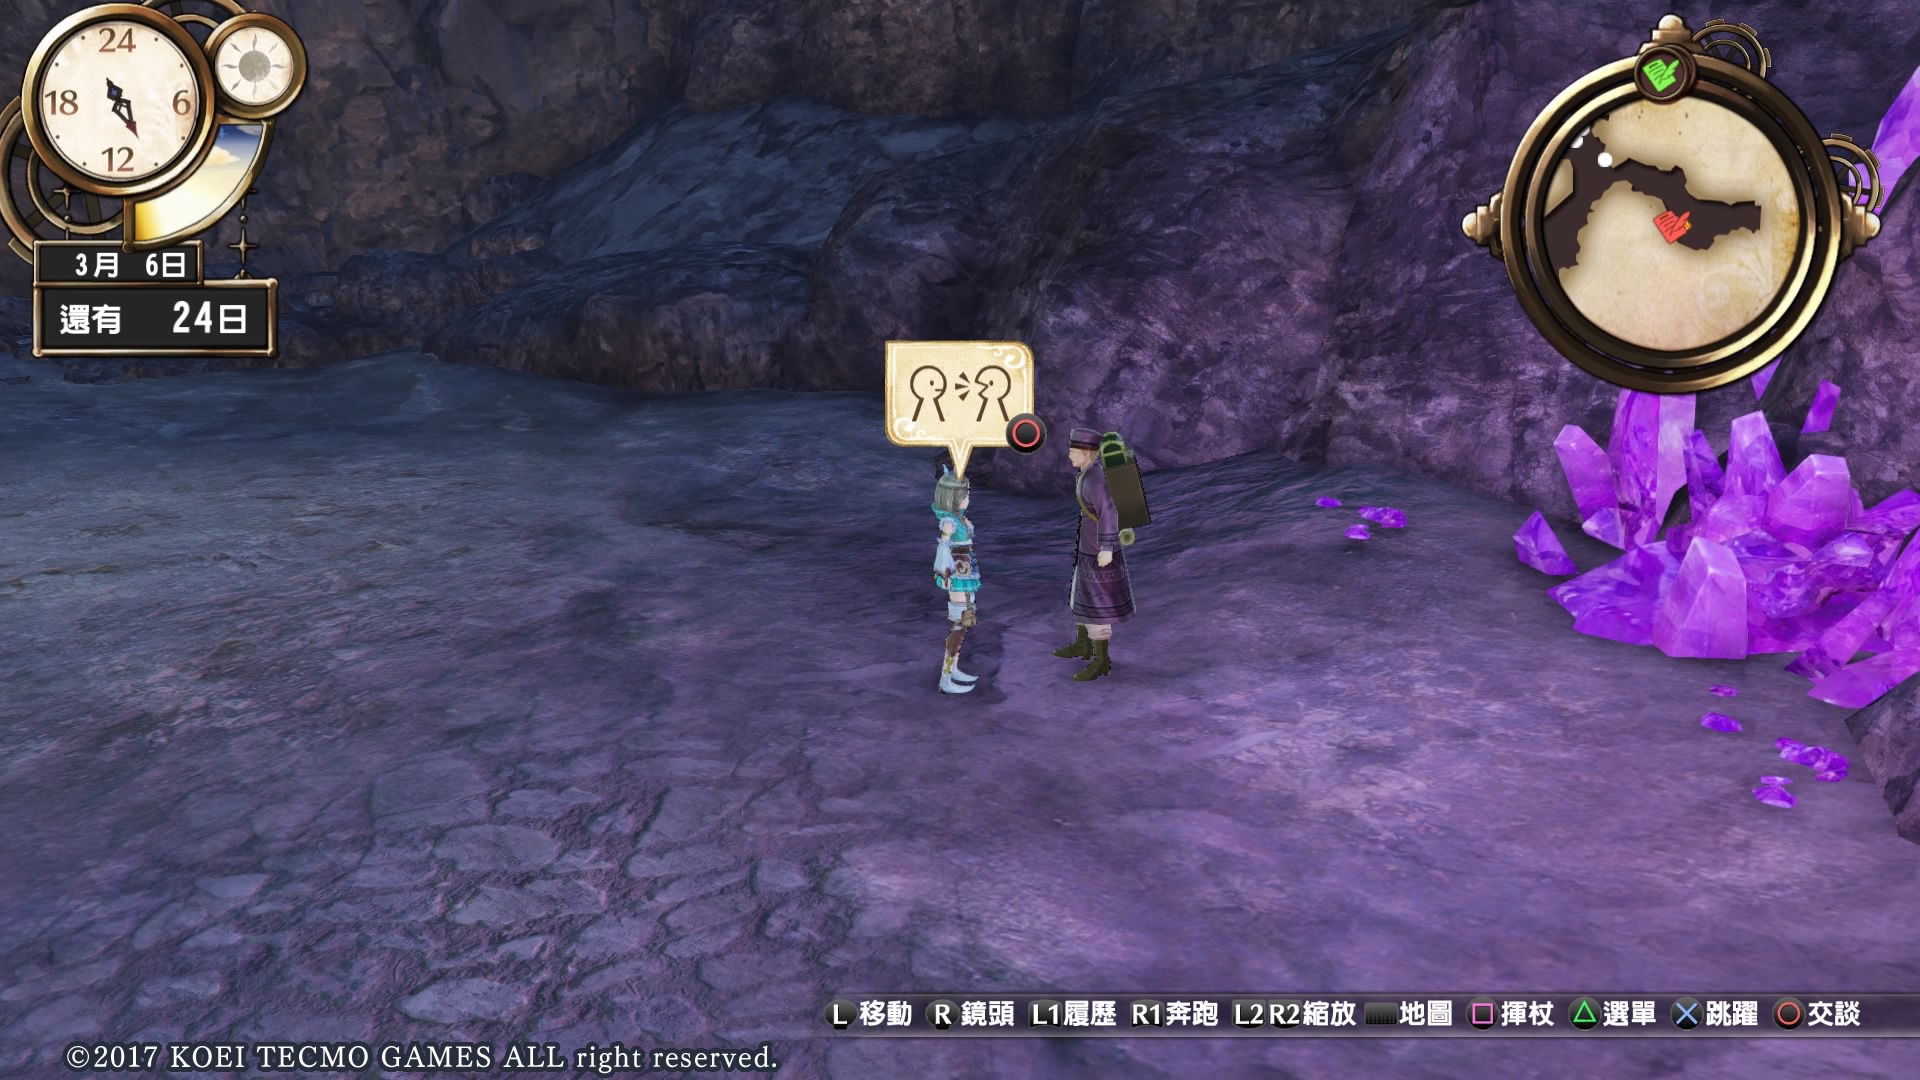 24
18
6
12
3月 6日
還有 24日
L 移動 R 鏡頭 L1 履歷 R1 奔跑 L2 R2 縮放 地圖 揮杖 選單 跳躍 交談
©2017 KOEI TECMO GAMES ALL right reserved.